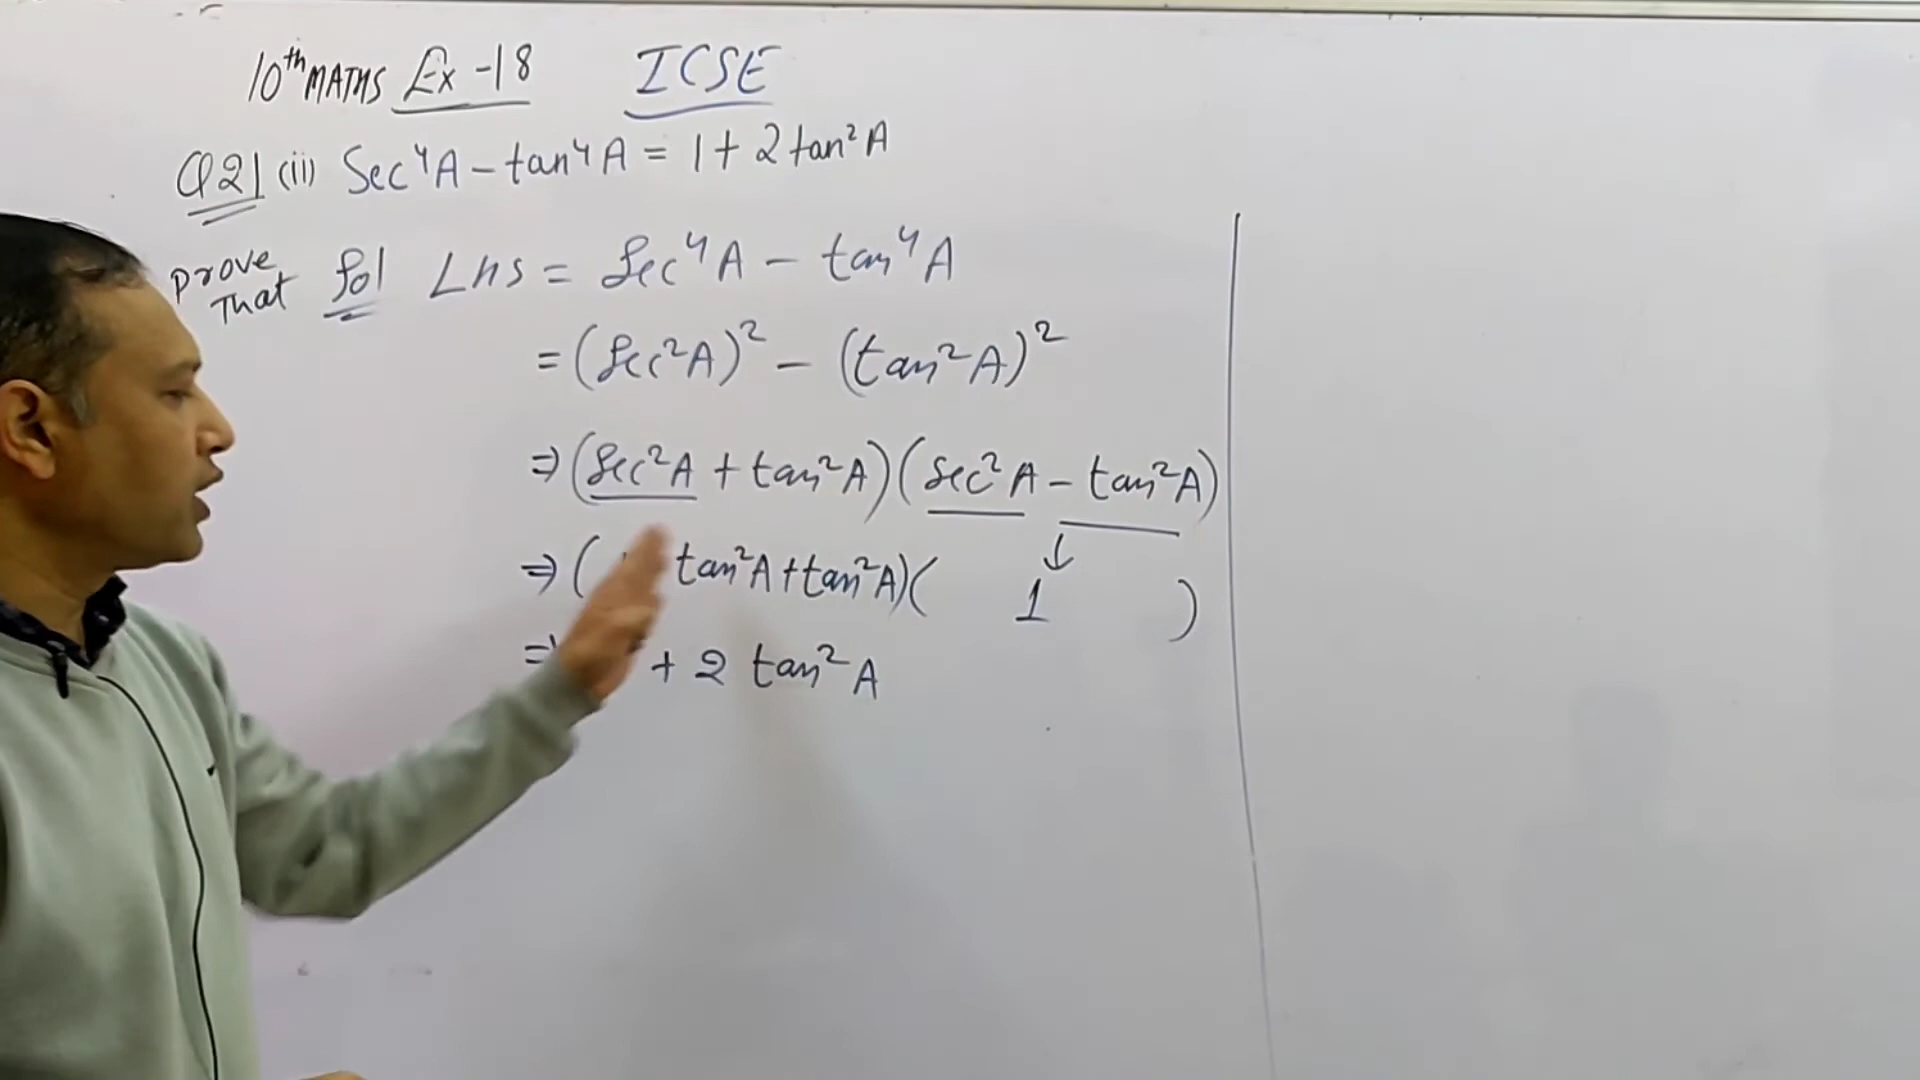 10th MATHS Ex-18 ICSE
Q21 (ii) Sec⁴A - tan⁴A = 1 + 2 tan²A
Prove That Sol LHS = Sec⁴A - tan⁴A
= (Sec²A)² - (tan²A)²
⇒ (Sec²A + tan²A)(Sec²A - tan²A)
↓
⇒ ( tan²A + tan²A)( 1 )
⇒ + 2 tan²A